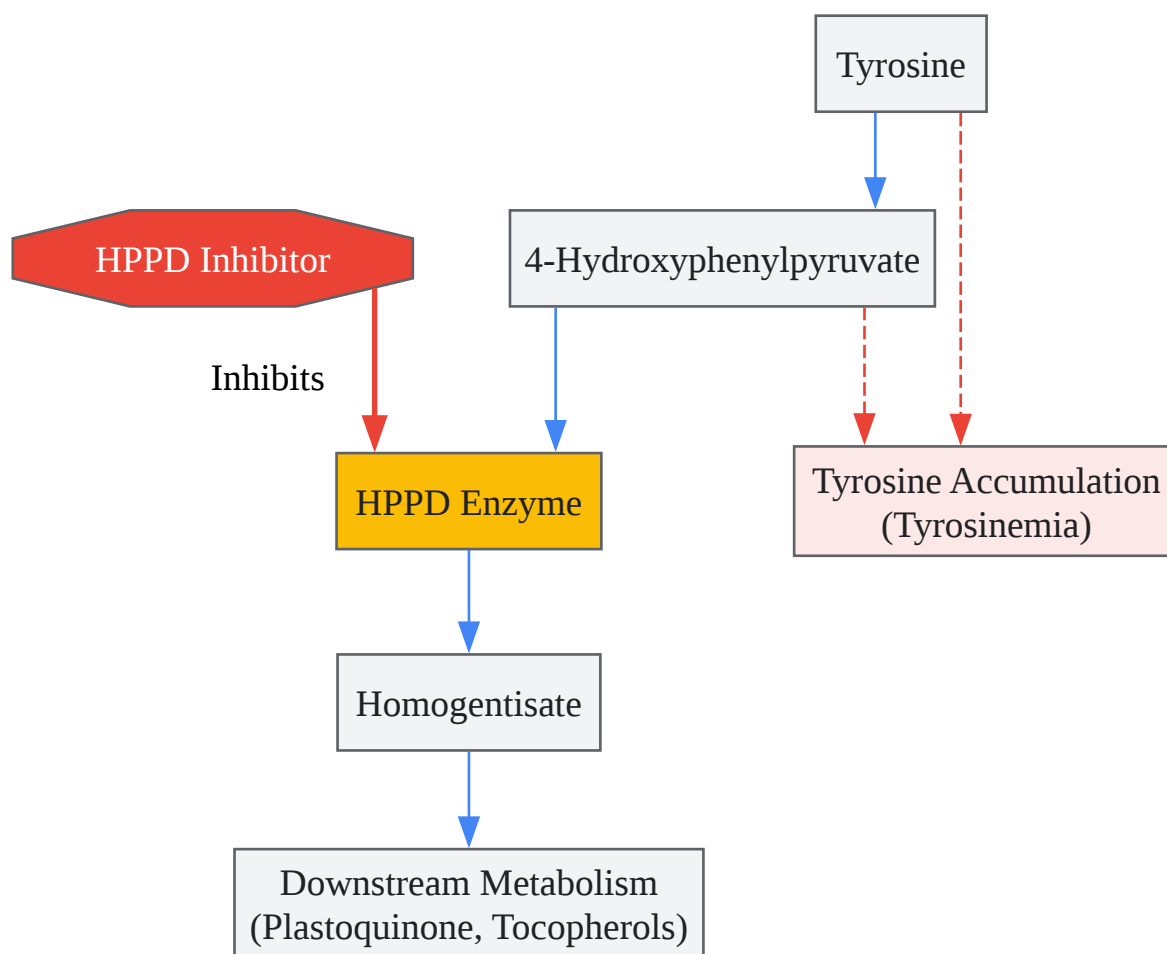 Tyrosine
HPPD Inhibitor
4-Hydroxyphenylpyruvate
Inhibits
Tyrosine Accumulation
(Tyrosinemia)
HPPD Enzyme
Homogentisate
Downstream Metabolism
(Plastoquinone, Tocopherols)